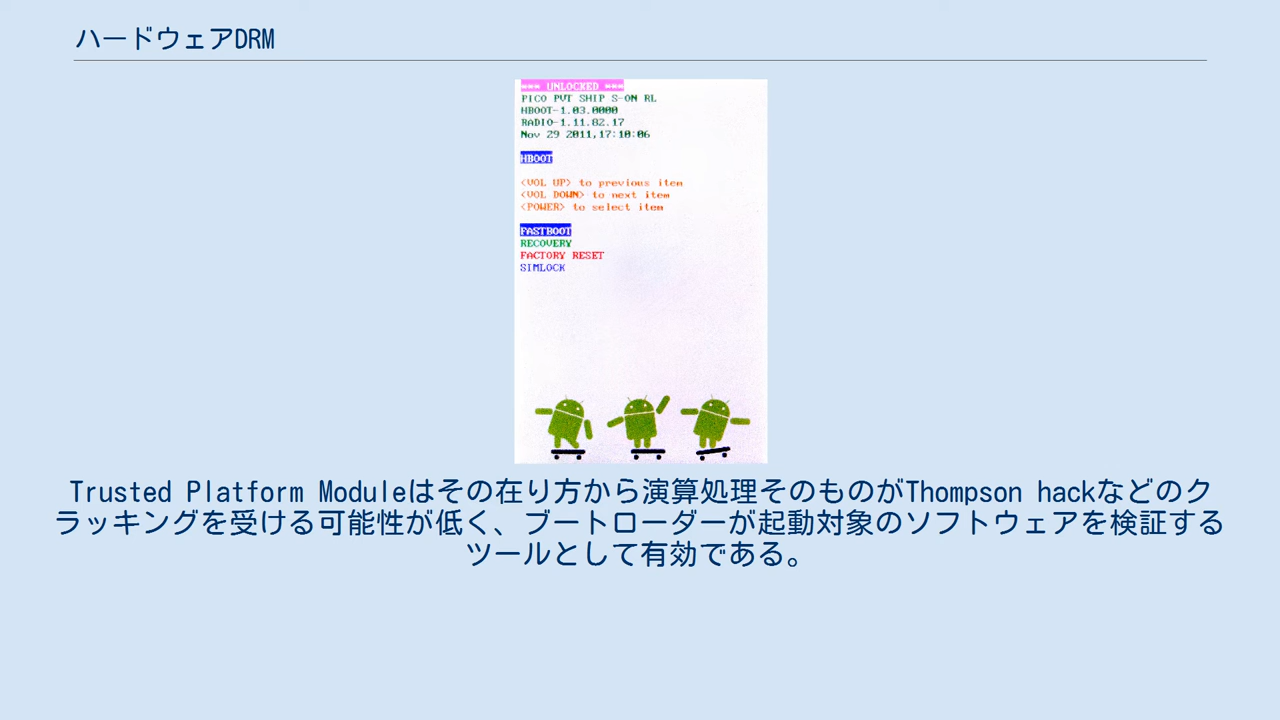 ハードウェアDRM
*** UNLOCKED ***
PICO PVT SHIP S-ON RL
HBOOT-1.03.0000
RADIO-1.11.82.17
Nov 29 2011,17:10:06
HBOOT
<VOL UP> to previous item
<VOL DOWN> to next item
<POWER> to select item
FASTBOOT
RECOVERY
FACTORY RESET
SIMLOCK
Trusted Platform Moduleはその在り方から演算処理そのものがThompson hackなどのク
ラッキングを受ける可能性が低く、ブートローダーが起動対象のソフトウェアを検証する
ツールとして有効である。